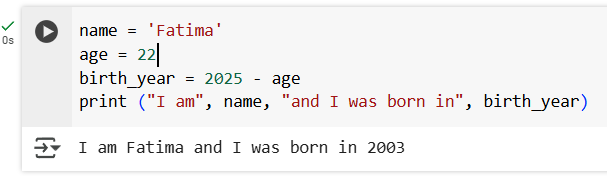 name = 'Fatima'
age = 22
birth_year = 2025 - age
print ("I am", name, "and I was born in", birth_year)
0s
I am Fatima and I was born in 2003